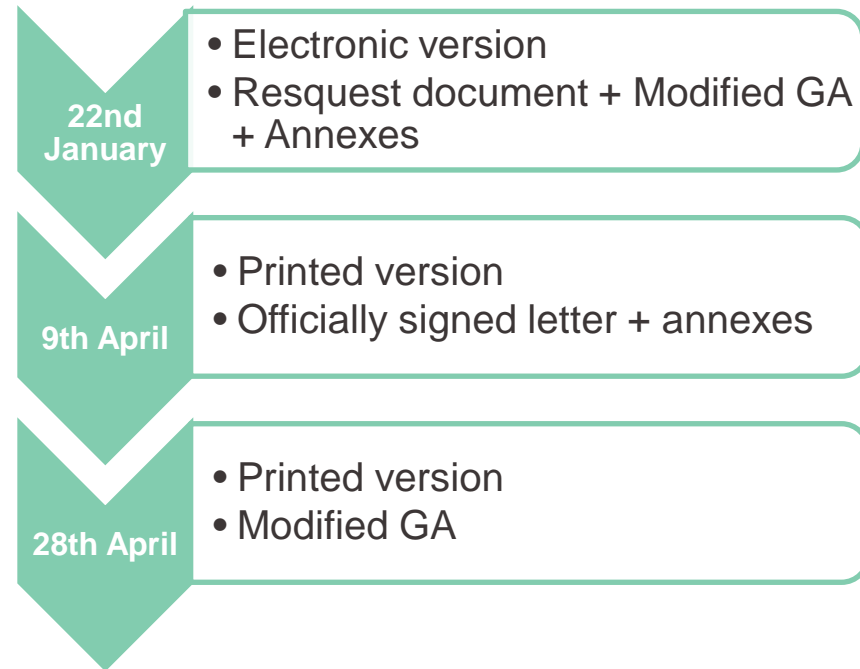 22nd
January
• Electronic version
• Resquest document + Modified GA
+ Annexes
9th April
• Printed version
• Officially signed letter + annexes
28th April
• Printed version
• Modified GA